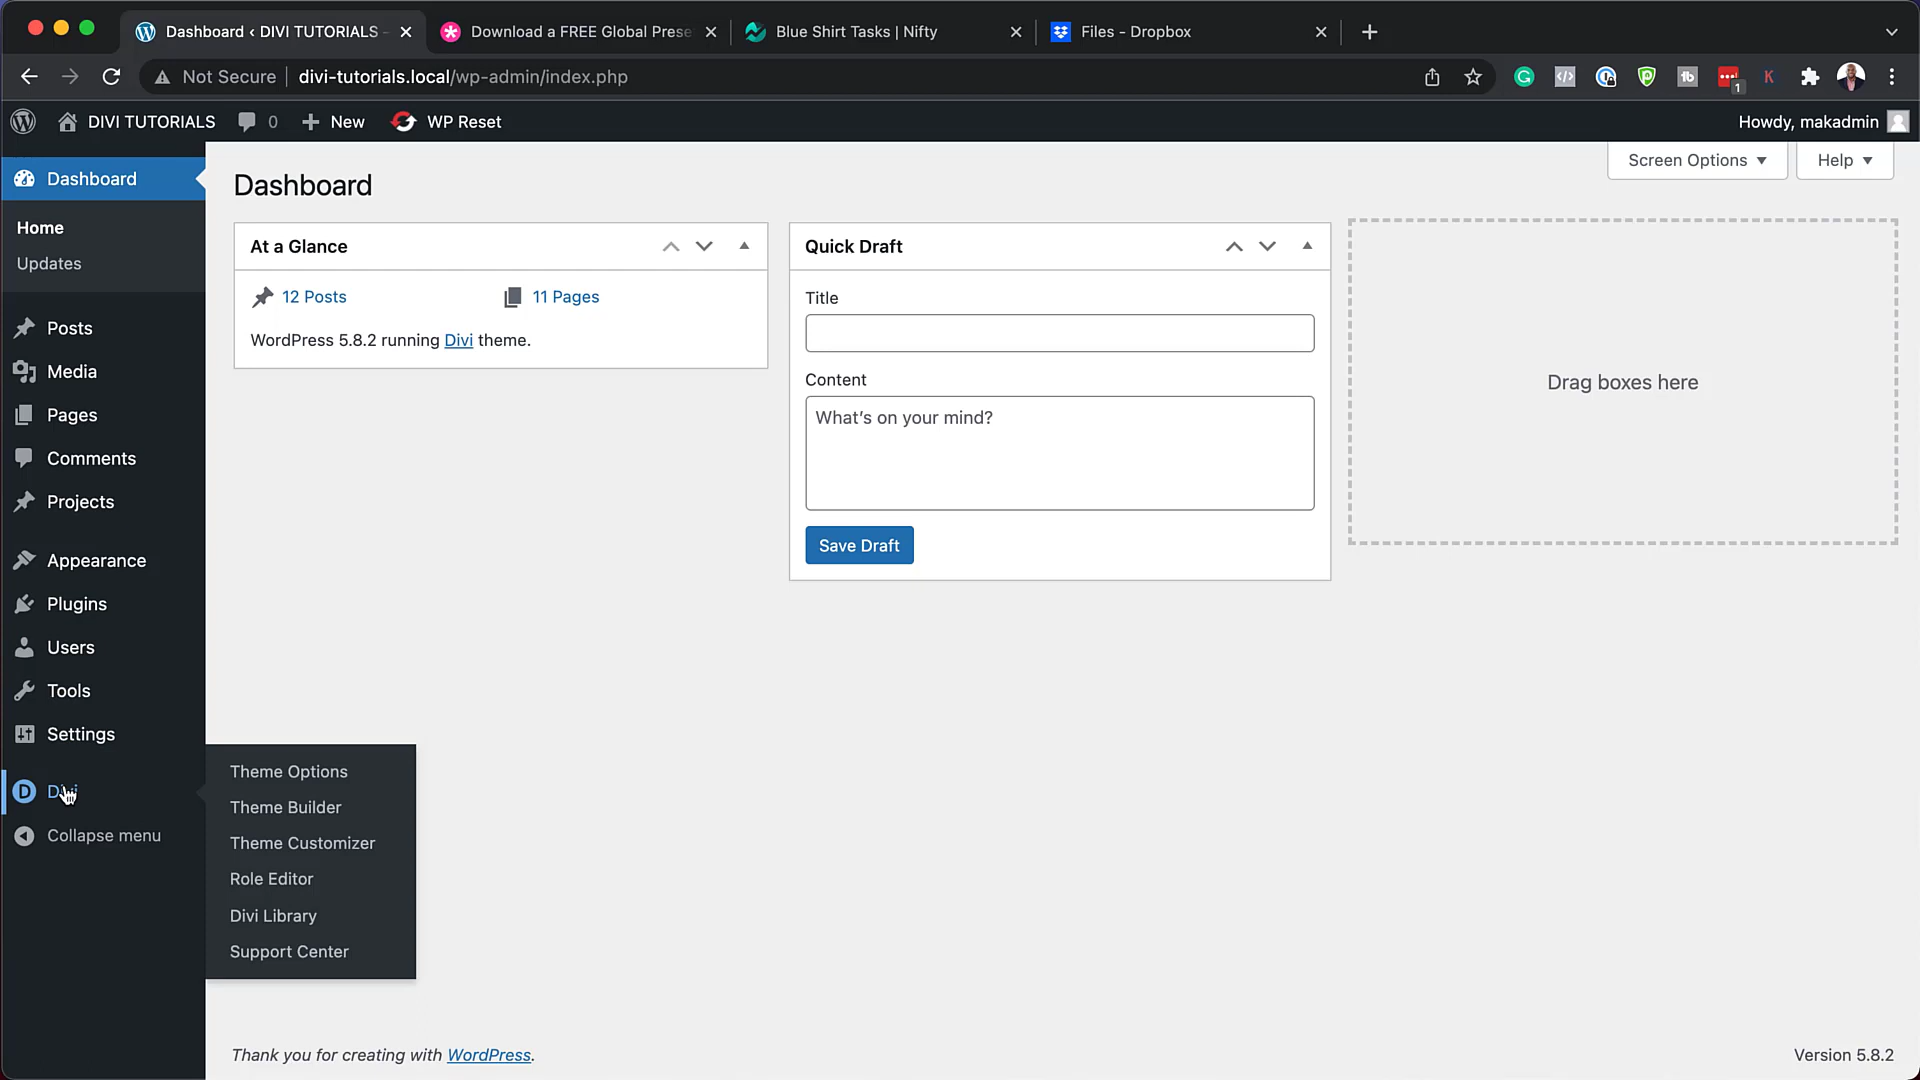 Dashboard ‹ DIVI TUTORIALS -
Download a FREE Global Prese
Blue Shirt Tasks | Nifty
Files - Dropbox
Not Secure
divi-tutorials.local/wp-admin/index.php
1
DIVI TUTORIALS
0
New
WP Reset
Howdy, makadmin
Screen Options
Help
Dashboard
Home
Updates
Posts
Media
Pages
Comments
Projects
Appearance
Plugins
Users
Tools
Settings
Collapse menu
Theme Options
Theme Builder
Theme Customizer
Role Editor
Divi Library
Support Center
Dashboard
At a Glance
12 Posts
11 Pages
WordPress 5.8.2 running Divi theme.
Quick Draft
Title
Content
What's on your mind?
Save Draft
Drag boxes here
Thank you for creating with WordPress.
Version 5.8.2